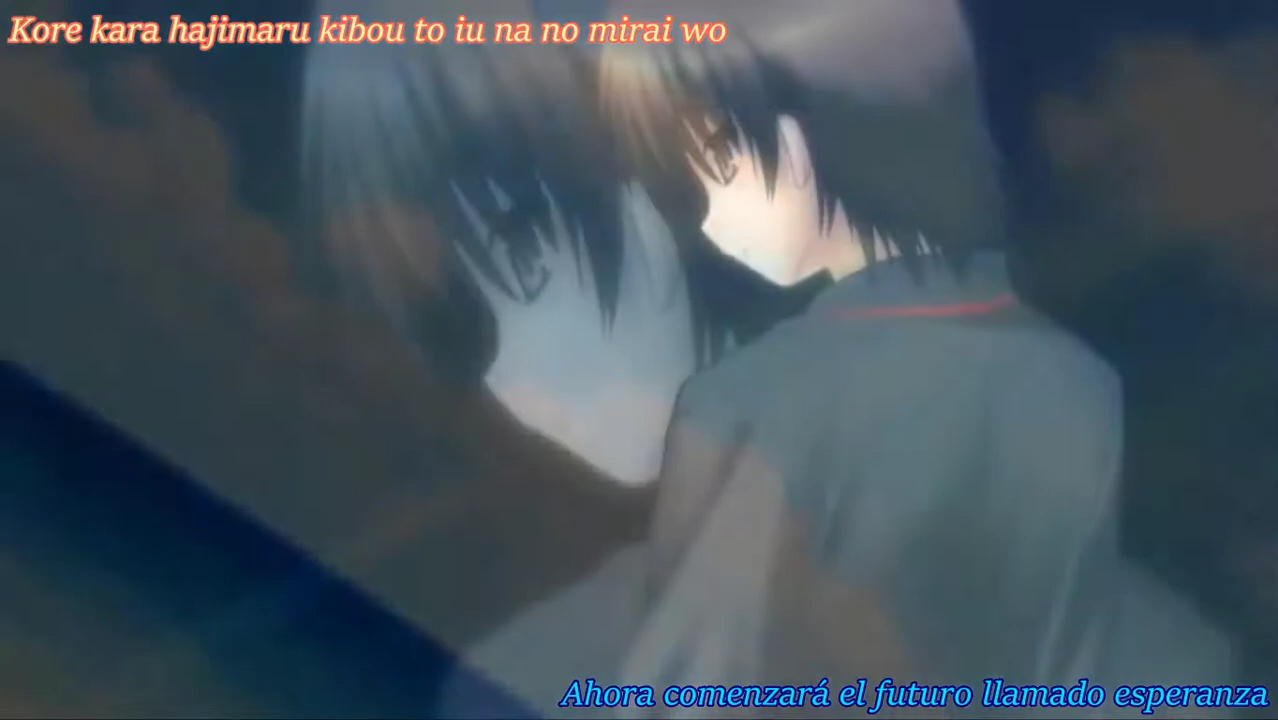 Kore kara hajimaru kibou to iu na no mirai wo
Ahora comenzará el futuro llamado esperanza